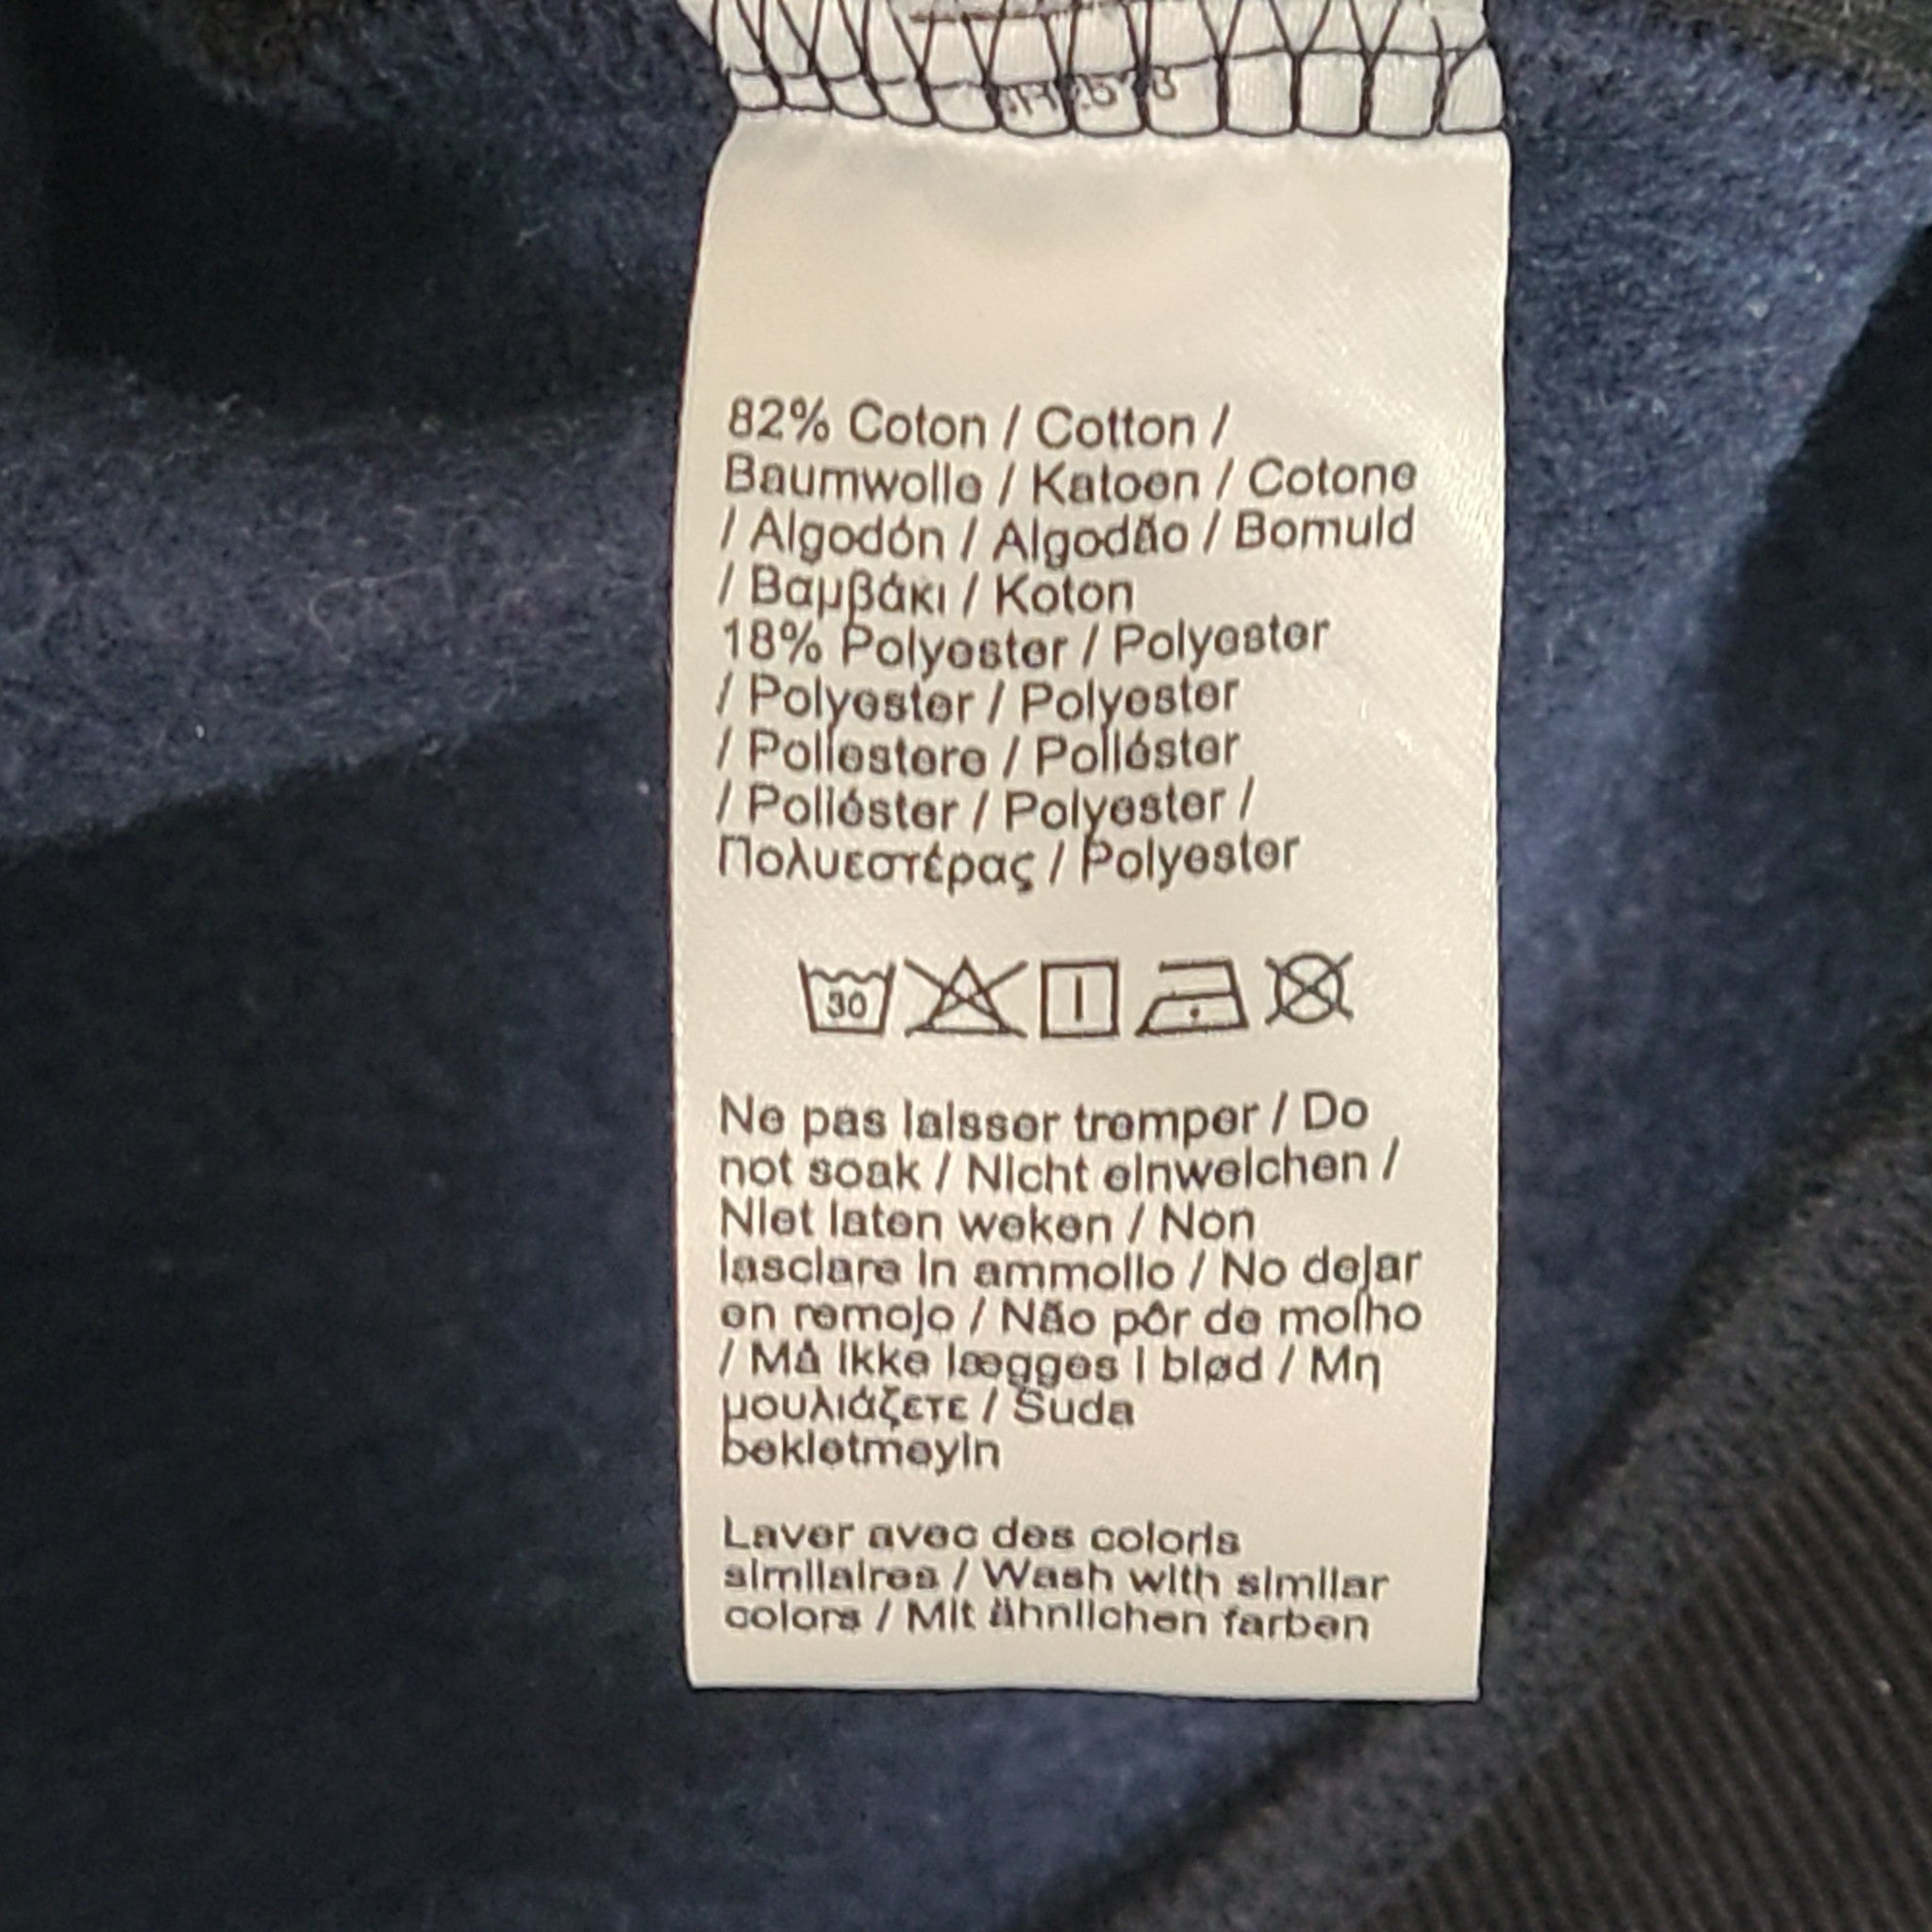 82% Coton / Cotton /
Baumwolle / Katoen / Cotone
/ Algodón / Algodão / Bomuld
/ Βαμβάκι / Koton
18% Polyester / Polyester
/ Polyester / Polyester
/ Poliestere / Poliéster
/ Poliéster / Polyester /
Πολυεστέρας / Polyester
30
Ne pas laisser tremper / Do
not soak / Nicht einweichen /
Niet laten weken / Non
lasciare in ammollo / No dejar
en remojo / Não pôr de molho
/ Må ikke lægges i blød / Μη
μουλιάζετε / Suda
bekletmeyin
Laver avec des coloris
similaires / Wash with similar
colors / Mit ähnlichen farben